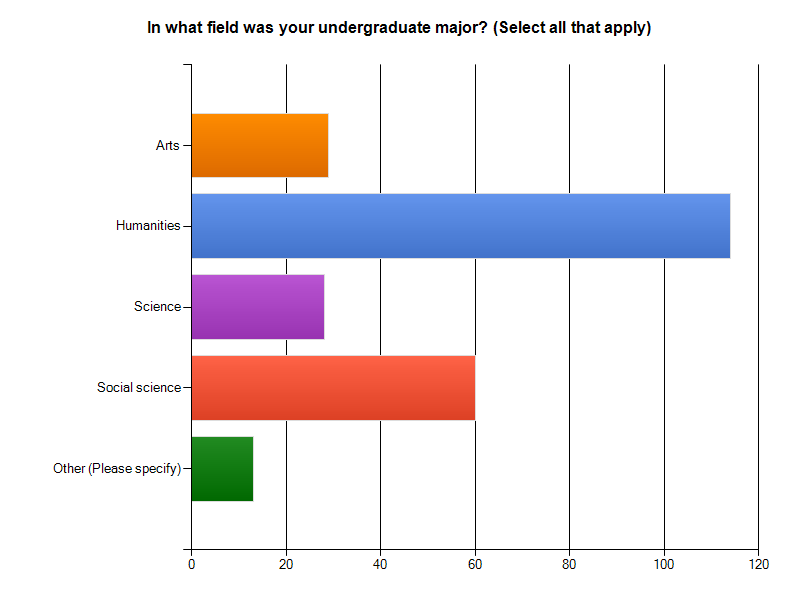 In what field was your undergraduate major? (Select all that apply)
Arts
Humanities
Science
Social science
Other (Please specify)
0 20 40 60 80 100 120